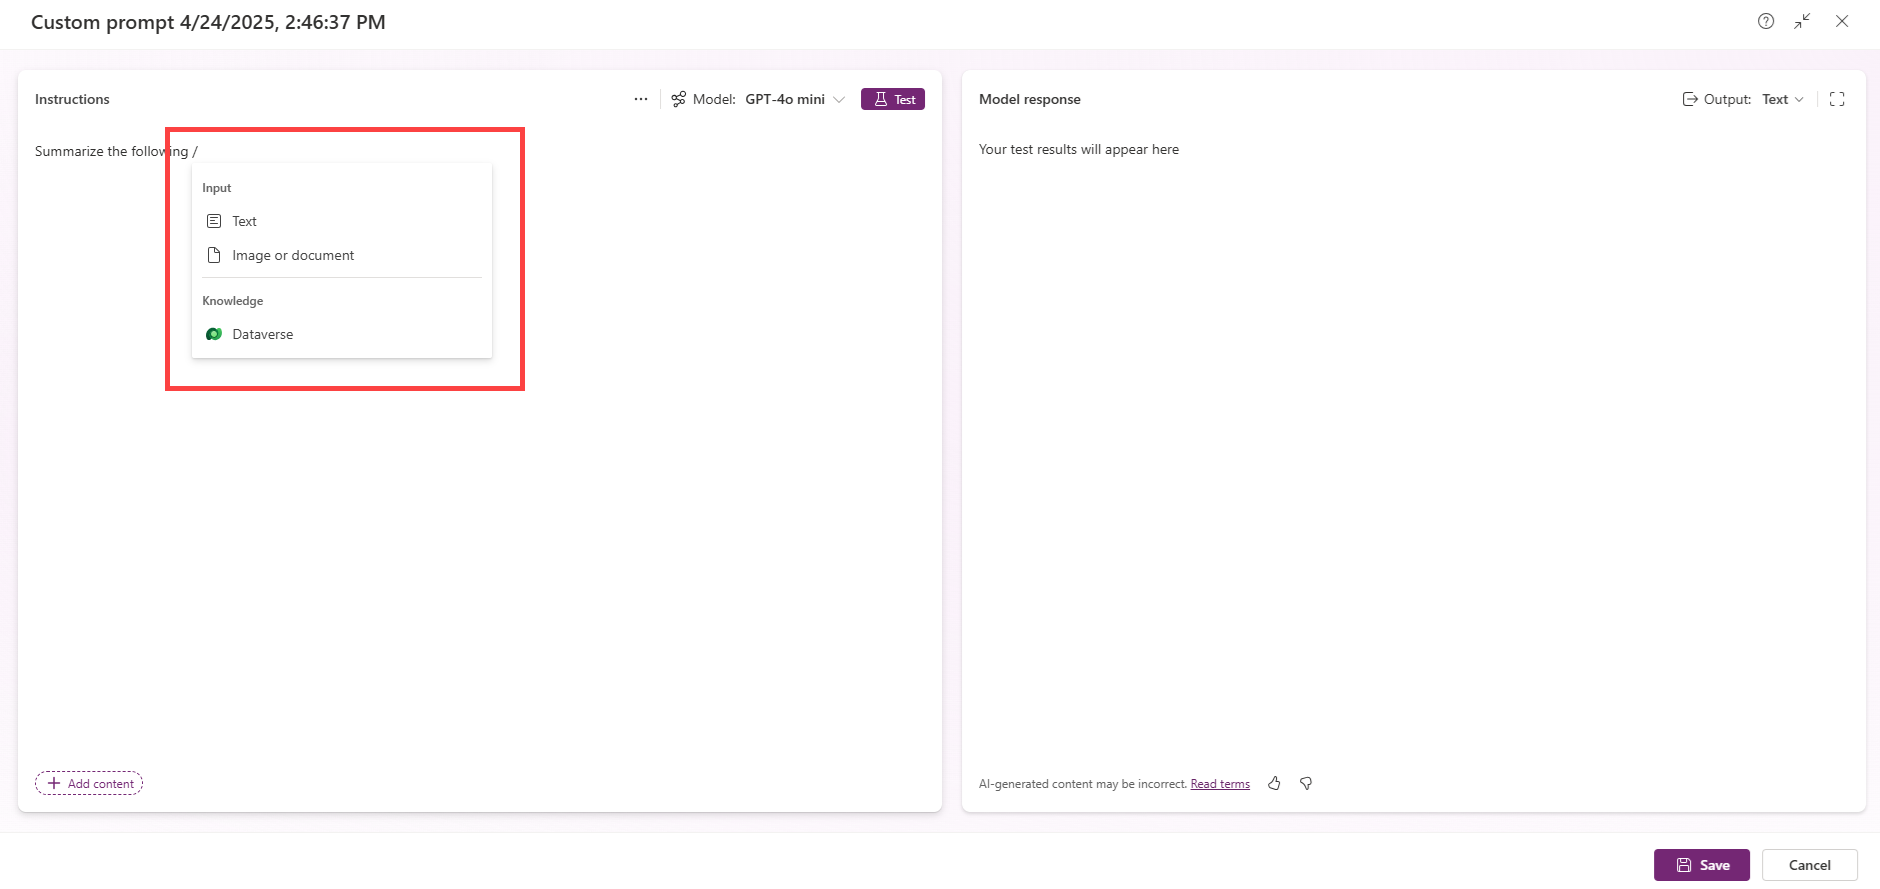 Custom prompt 4/24/2025, 2:46:37 PM
Instructions
Model: GPT-4o mini
Test
Summarize the following /
Input
Text
Image or document
Knowledge
Dataverse
Add content
Model response
Output: Text
Your test results will appear here
AI-generated content may be incorrect. Read terms
Save
Cancel